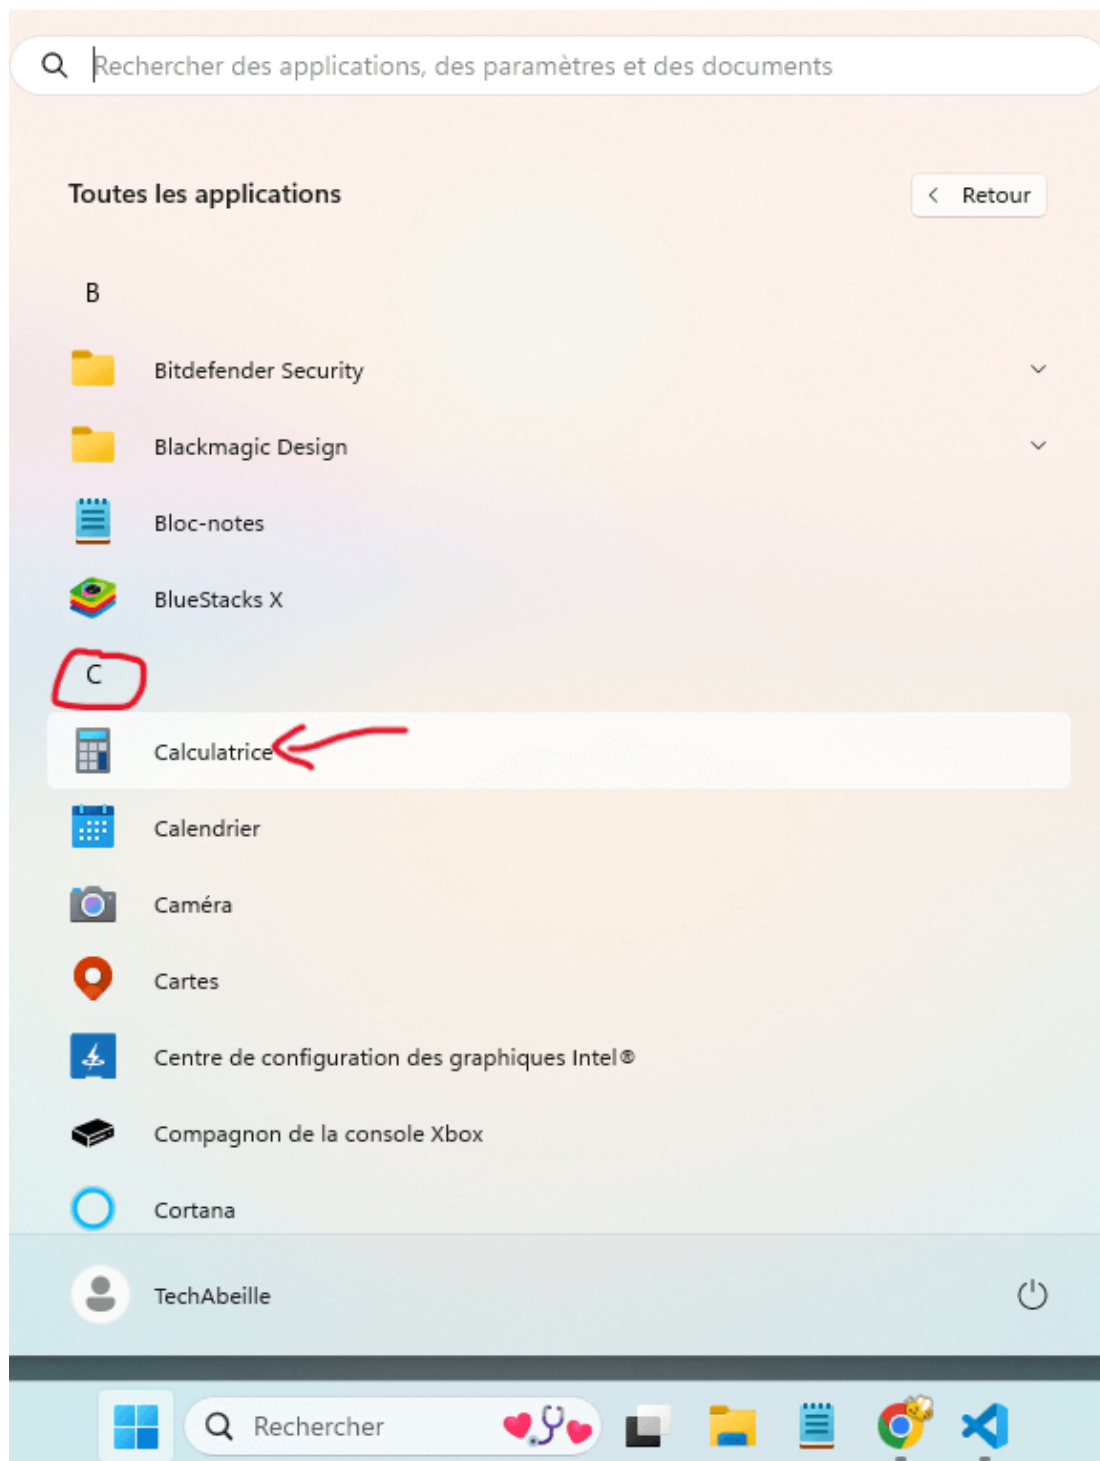 Rechercher des applications, des paramètres et des documents
Toutes les applications
Retour
B
Bitdefender Security
Blackmagic Design
Bloc-notes
BlueStacks X
C
Calculatrice
Calendrier
Caméra
Cartes
Centre de configuration des graphiques Intel®
Compagnon de la console Xbox
Cortana
TechAbeille
Rechercher